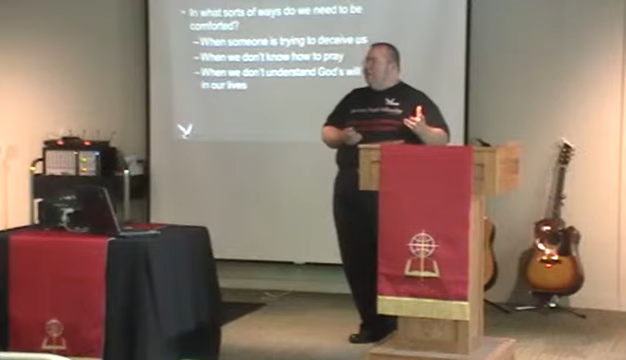 - In what sorts of ways do we need to be
comforted?
–When someone is trying to deceive us
–When we don't know how to pray
–When we don't understand God's will
in our lives